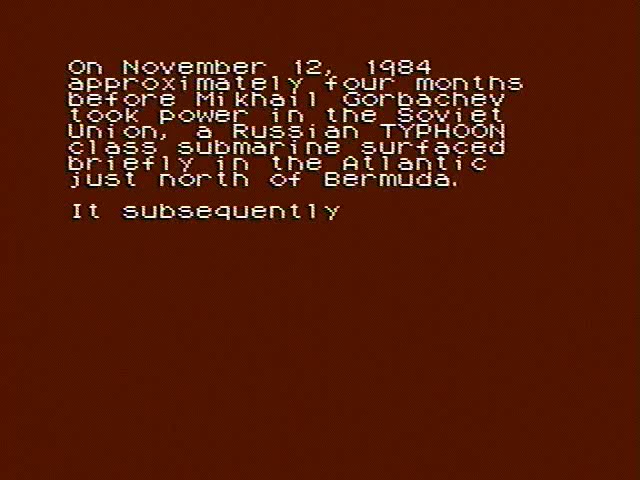 On November 12, 1984
approximately four months
before Mikhail Gorbachev
took power in the Soviet
Union, a Russian TYPHOON
class submarine surfaced
briefly in the Atlantic
just north of Bermuda.
It subsequently